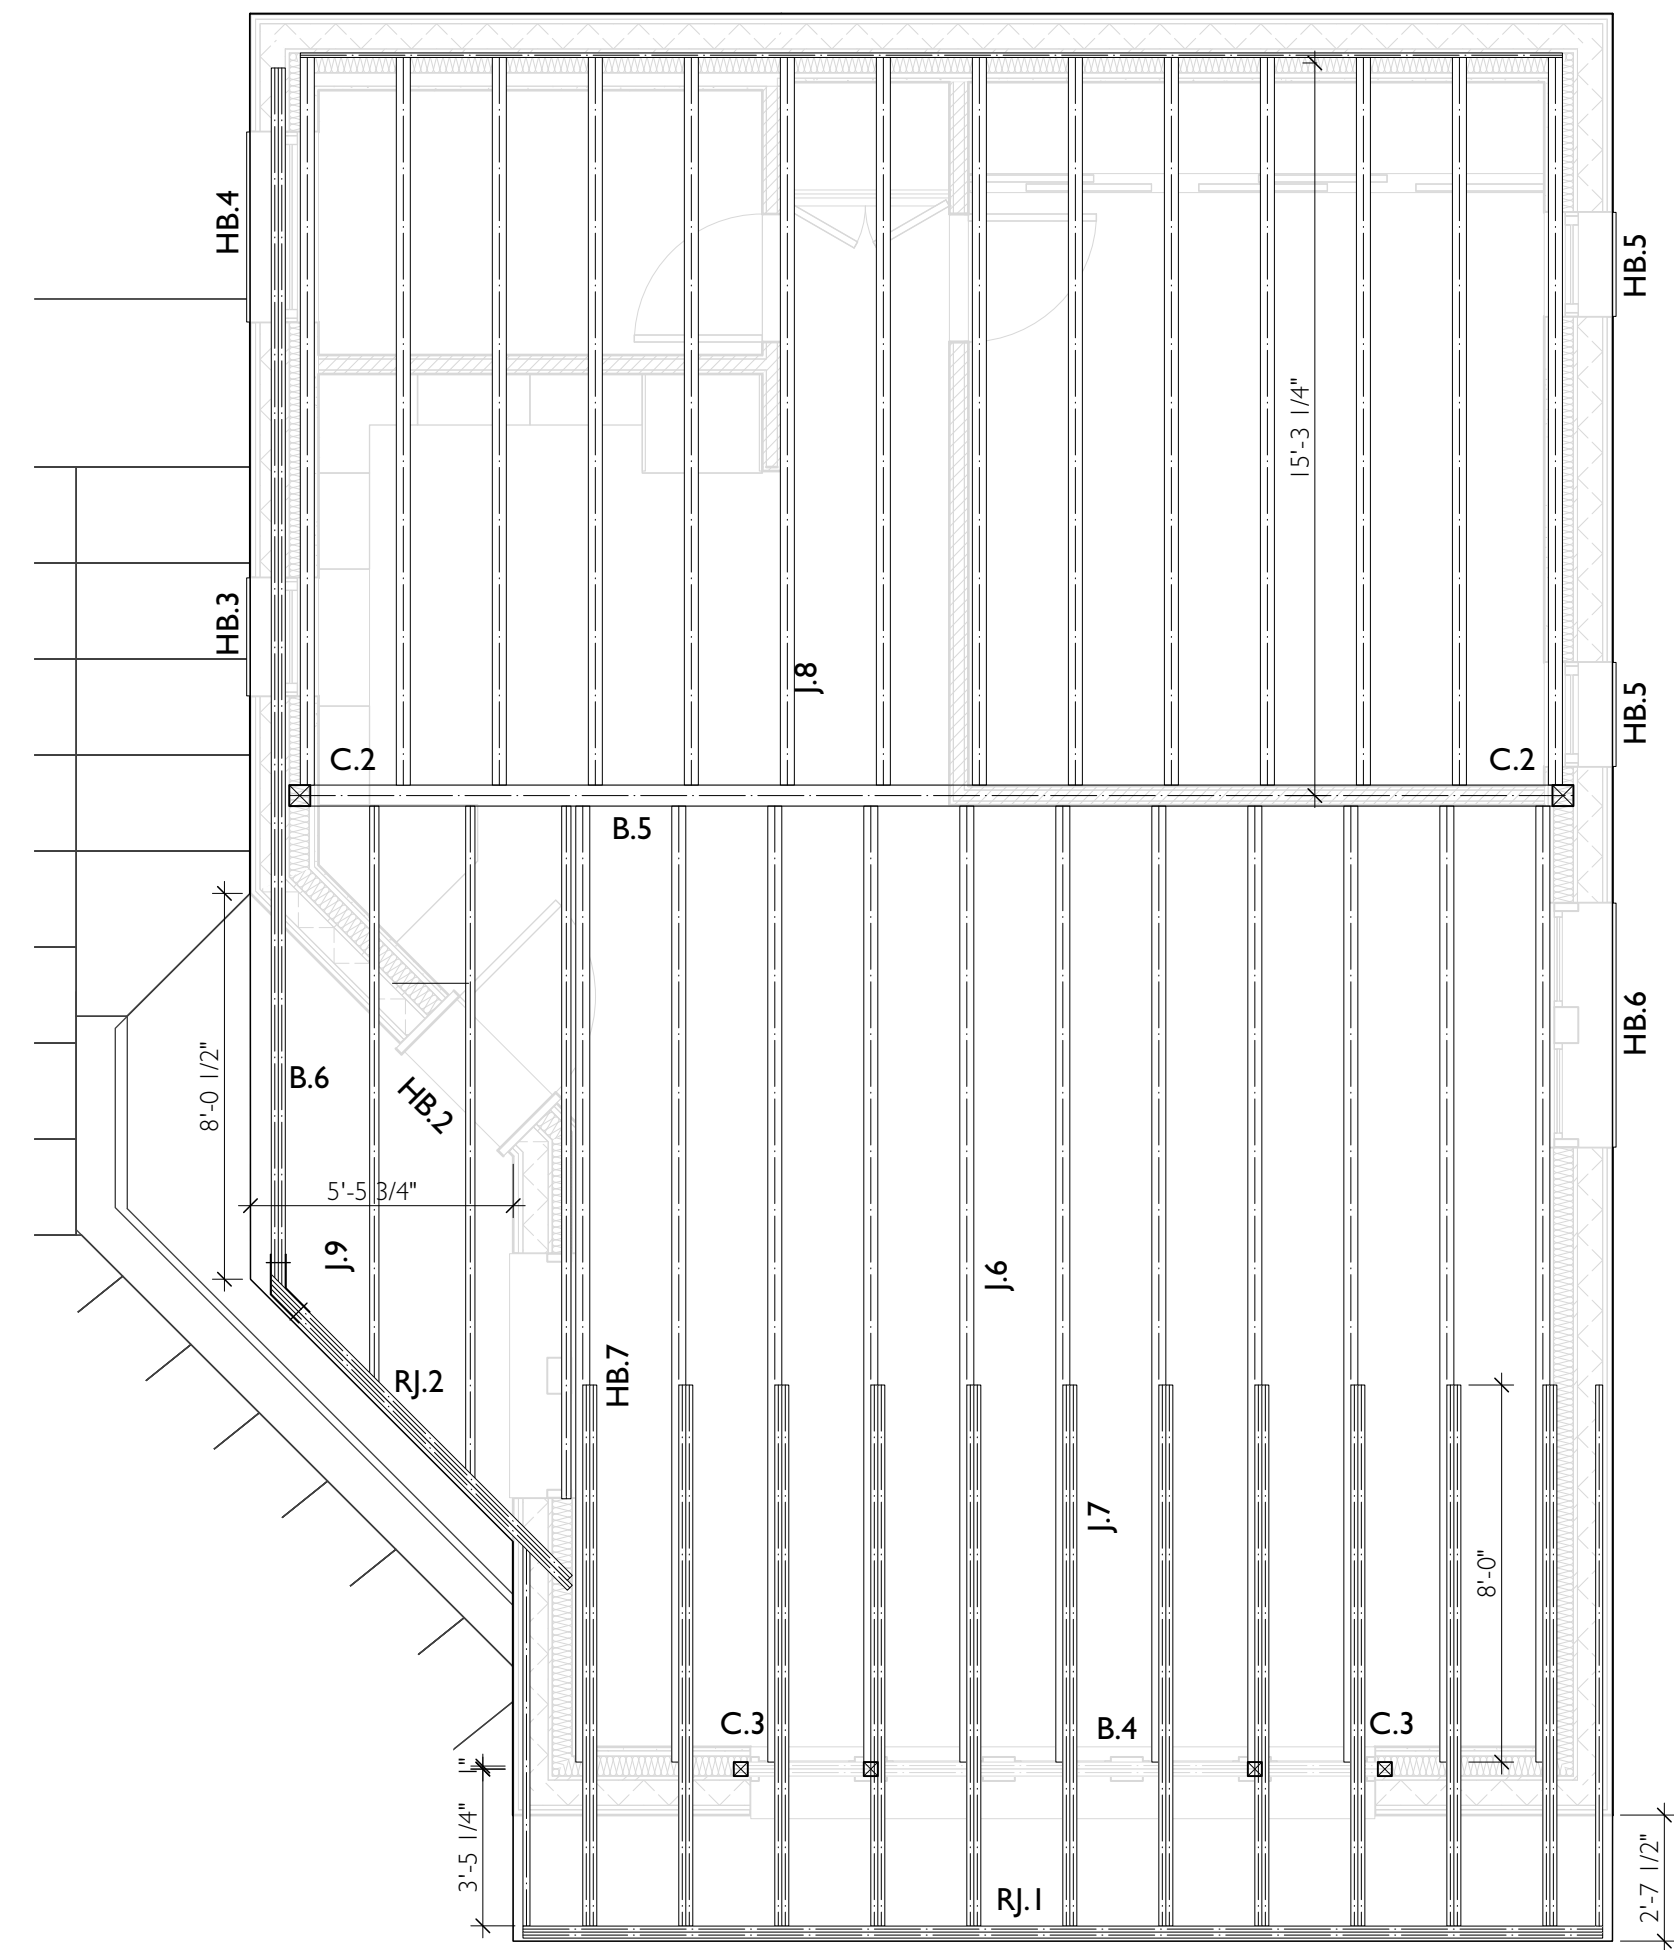 HB.4
HB.5
15'-3 1/4"
HB.3
J.8
HB.5
C.2
C.2
B.5
HB.6
8'-0 1/2"
B.6
HB.2
5'-5 3/4"
J.9
J.6
RJ.2
HB.7
J.7
8'-0"
C.3
B.4
C.3
1"
3'-5 1/4"
RJ.1
2'-7 1/2"